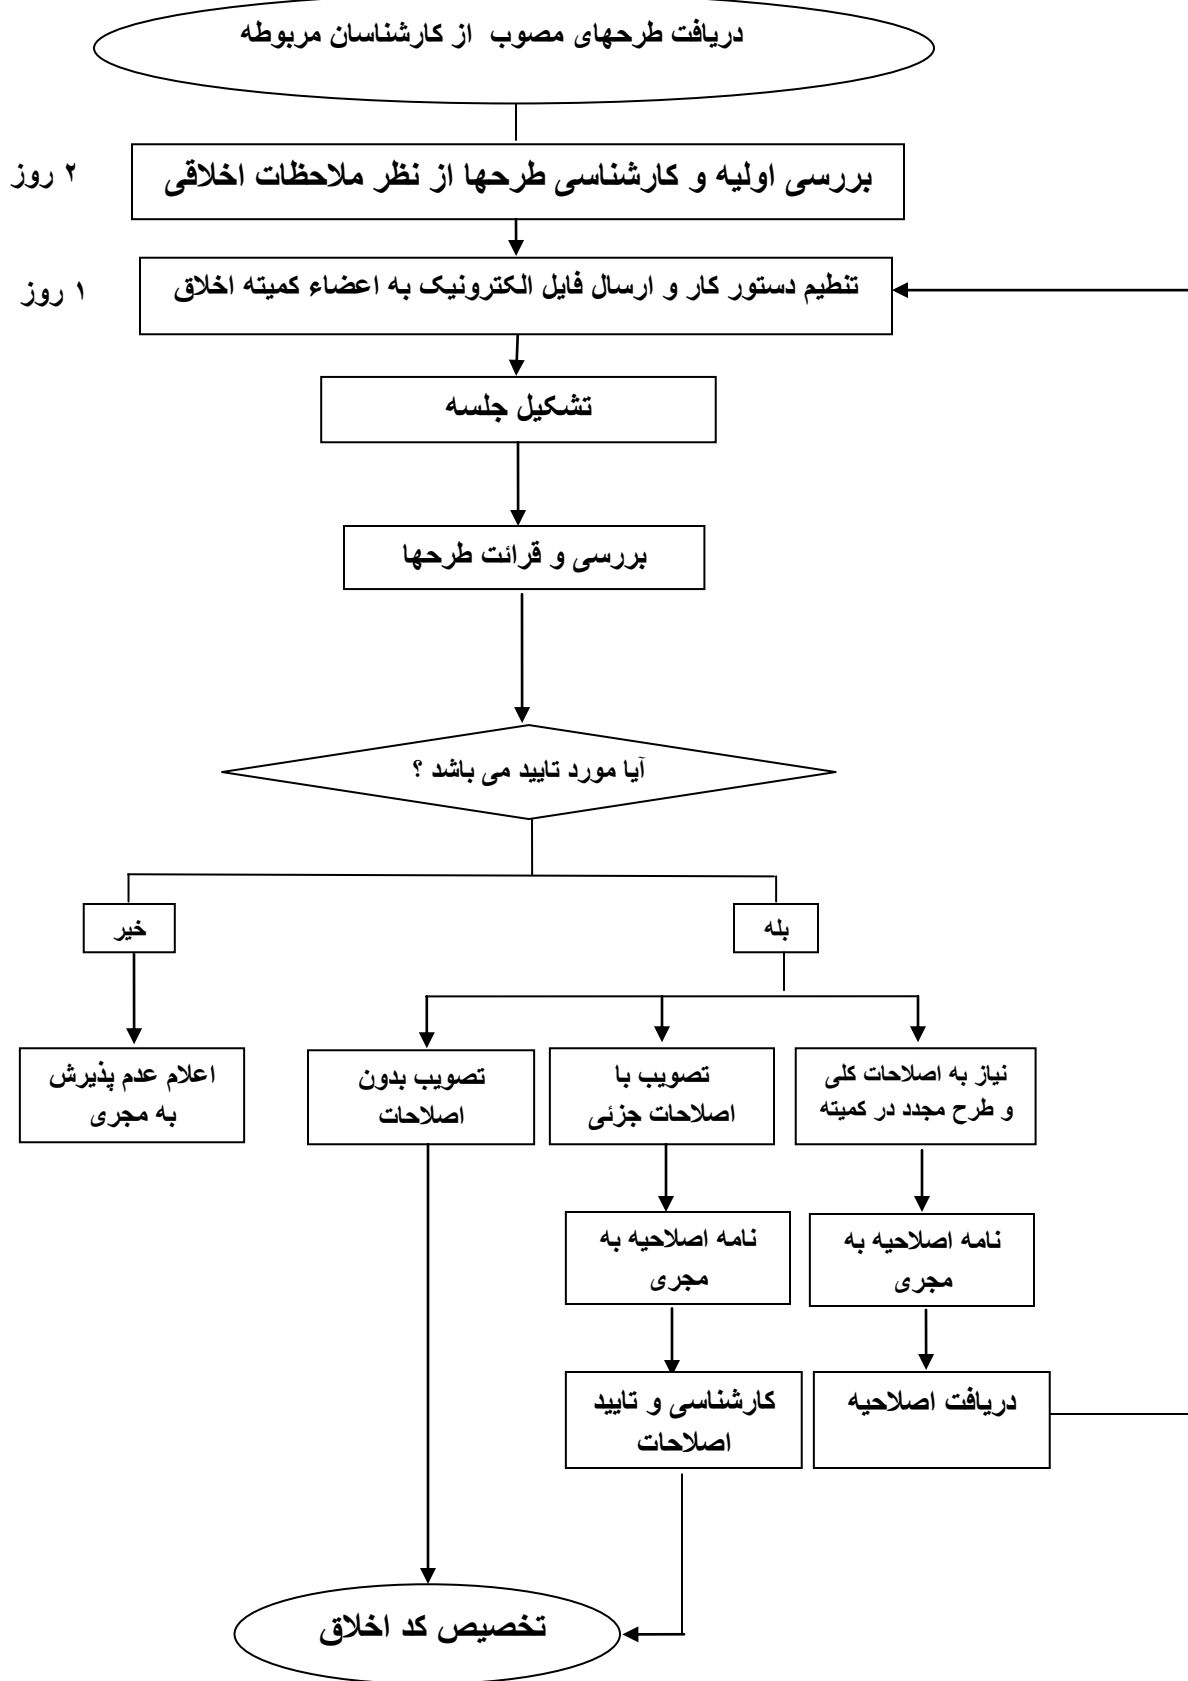 دریافت طرحهای مصوب از کارشناسان مربوطه
بررسی اولیه و کارشناسی طرحها از نظر ملاحظات اخلاقی
۲ روز
تنطیم دستور کار و ارسال فایل الکترونیک به اعضاء کمیته اخلاق
۱ روز
تشکیل جلسه
بررسی و قرائت طرحها
آیا مورد تایید می باشد ؟
بله
خیر
نیاز به اصلاحات کلی
و طرح مجدد در کمیته
تصویب با
اصلاحات جزئی
تصویب بدون
اصلاحات
اعلام عدم پذیرش
به مجری
نامه اصلاحیه به
مجری
نامه اصلاحیه به
مجری
دریافت اصلاحیه
کارشناسی و تایید
اصلاحات
تخصیص کد اخلاق